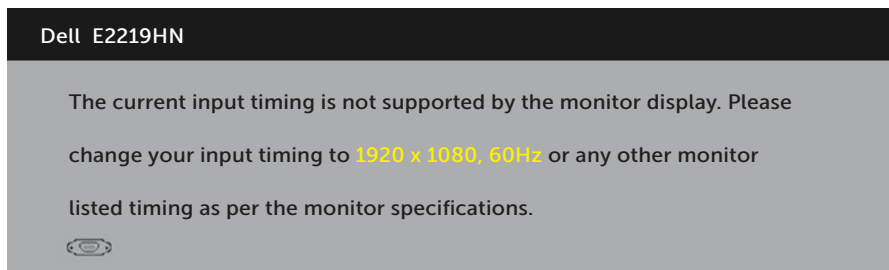 Dell E2219HN
The current input timing is not supported by the monitor display. Please
change your input timing to 1920 x 1080, 60Hz or any other monitor
listed timing as per the monitor specifications.